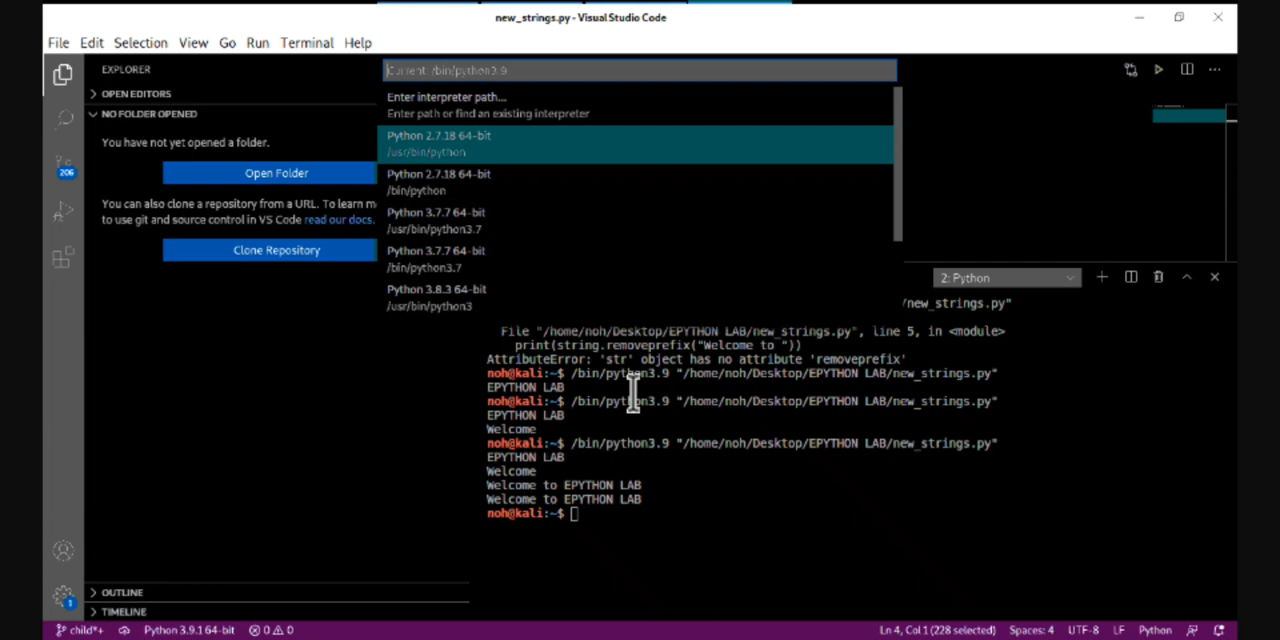 new_strings.py - Visual Studio Code
File Edit Selection View Go Run Terminal Help
EXPLORER
OPEN EDITORS
NO FOLDER OPENED
You have not yet opened a folder.
Open Folder
You can also clone a repository from a URL. To learn m
to use git and source control in VS Code read our docs.
Clone Repository
206
Current: /bin/python3.9
Enter interpreter path...
Enter path or find an existing interpreter
Python 2.7.18 64-bit
/usr/bin/python
Python 2.7.18 64-bit
/bin/python
Python 3.7.7 64-bit
/usr/bin/python3.7
Python 3.7.7 64-bit
/bin/python3.7
Python 3.8.3 64-bit
/usr/bin/python3
2: Python
/new_strings.py"
File "/home/noh/Desktop/EPYTHON LAB/new_strings.py", line 5, in <module>
print(string.removeprefix("Welcome to "))
AttributeError: 'str' object has no attribute 'removeprefix'
noh@kali:~$ /bin/python3.9 "/home/noh/Desktop/EPYTHON LAB/new_strings.py"
EPYTHON LAB
noh@kali:~$ /bin/python3.9 "/home/noh/Desktop/EPYTHON LAB/new_strings.py"
EPYTHON LAB
Welcome
noh@kali:~$ /bin/python3.9 "/home/noh/Desktop/EPYTHON LAB/new_strings.py"
EPYTHON LAB
Welcome
Welcome to EPYTHON LAB
Welcome to EPYTHON LAB
noh@kali:~$
OUTLINE
1
TIMELINE
child*+ Python 3.9.1 64-bit 0 0 Ln 4, Col 1 (228 selected) Spaces: 4 UTF-8 LF Python